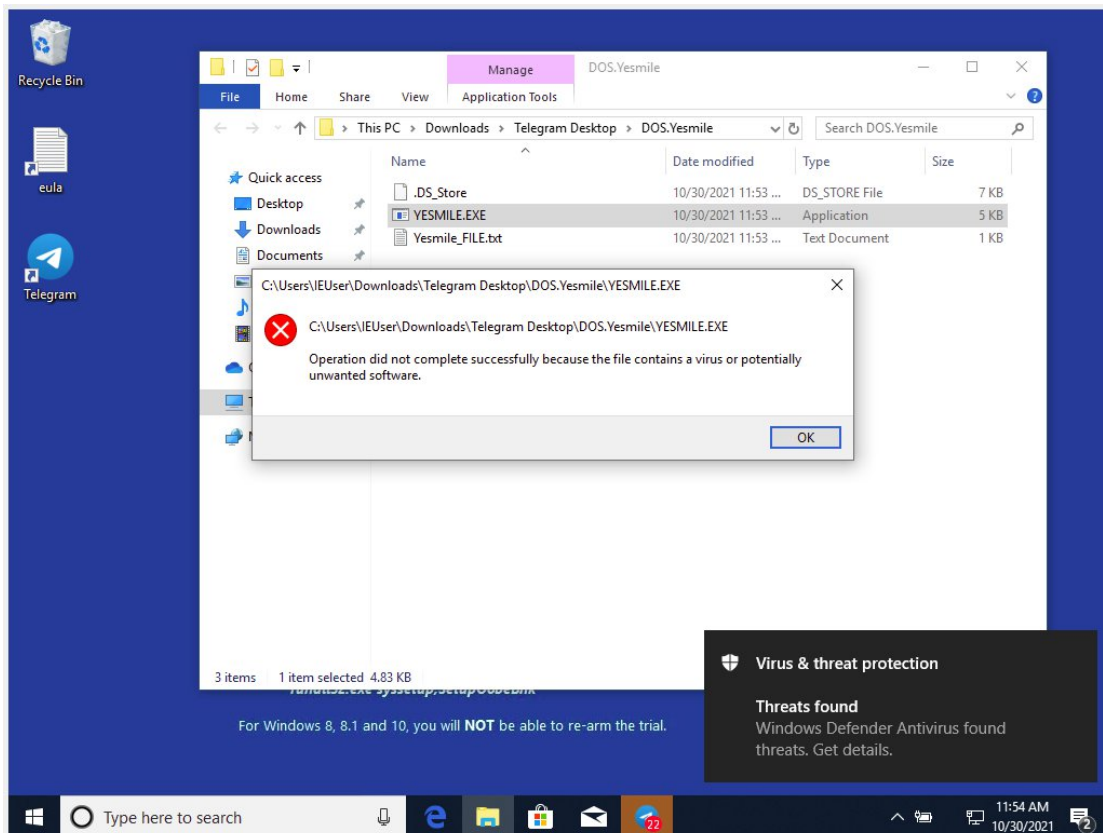 Recycle Bin
eula
Telegram
Manage
DOS.Yesmile
File
Home
Share
View
Application Tools
This PC > Downloads > Telegram Desktop > DOS.Yesmile
Search DOS.Yesmile
Name
Date modified
Type
Size
Quick access
Desktop
Downloads
Documents
.DS_Store
10/30/2021 11:53 ...
DS_STORE File
7 KB
YESMILE.EXE
10/30/2021 11:53 ...
Application
5 KB
Yesmile_FILE.txt
10/30/2021 11:53 ...
Text Document
1 KB
C:\Users\IEUser\Downloads\Telegram Desktop\DOS.Yesmile\YESMILE.EXE
C:\Users\IEUser\Downloads\Telegram Desktop\DOS.Yesmile\YESMILE.EXE
Operation did not complete successfully because the file contains a virus or potentially
unwanted software.
OK
3 items
1 item selected 4.83 KB
For Windows 8, 8.1 and 10, you will NOT be able to re-arm the trial.
Virus & threat protection
Threats found
Windows Defender Antivirus found
threats. Get details.
Type here to search
22
11:54 AM
10/30/2021
2